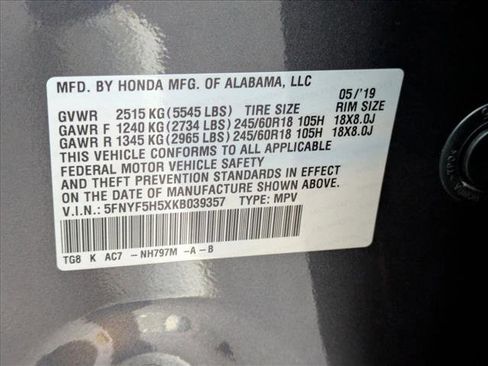 MFD. BY HONDA MFG. OF ALABAMA, LLC
05/'19
GVWR 2515 KG (5545 LBS) TIRE SIZE RIM SIZE
GAWR F 1240 KG (2734 LBS) 245/60R18 105H 18X8.0J
GAWR R 1345 KG (2965 LBS) 245/60R18 105H 18X8.0J
THIS VEHICLE CONFORMS TO ALL APPLICABLE
FEDERAL MOTOR VEHICLE SAFETY
AND THEFT PREVENTION STANDARDS IN EFFECT
ON THE DATE OF MANUFACTURE SHOWN ABOVE.
V.I.N.: 5FNYF5H5XKB039357 TYPE: MPV
TG8 K AC7 -NH797M -A-B